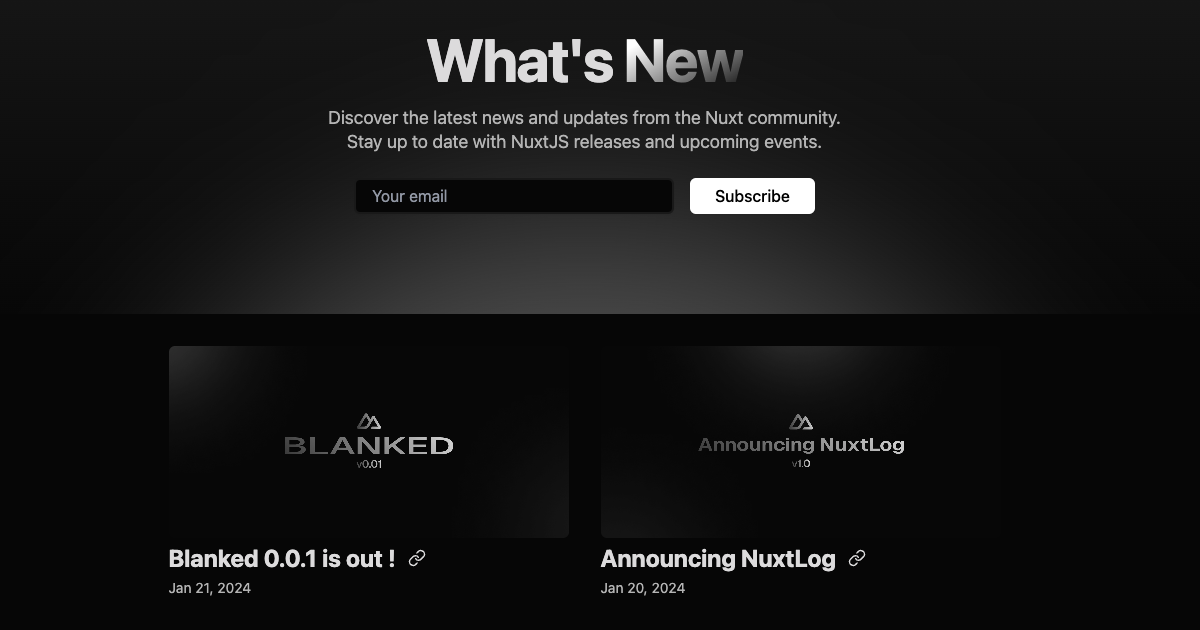 What's New
Discover the latest news and updates from the Nuxt community.
Stay up to date with NuxtJS releases and upcoming events.
Your email
Subscribe
BLANKED
v0.01
Announcing NuxtLog
v1.0
Blanked 0.0.1 is out !
Jan 21, 2024
Announcing NuxtLog
Jan 20, 2024